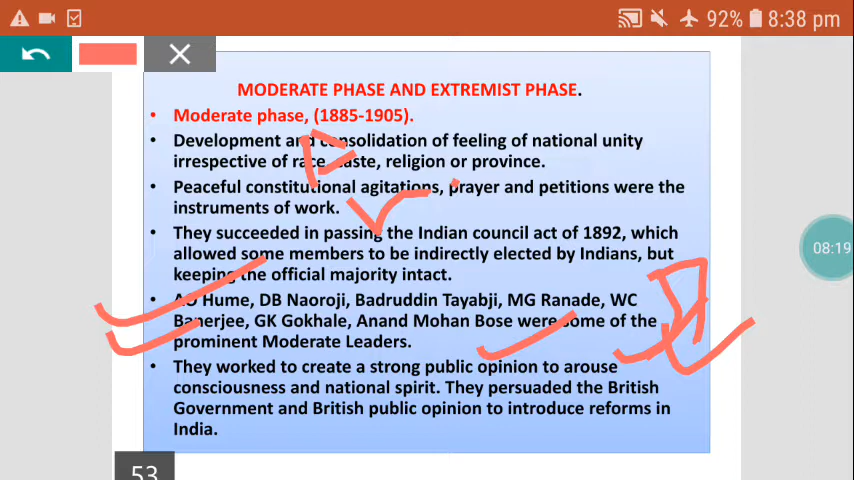 92% 8:38 pm
MODERATE PHASE AND EXTREMIST PHASE.
• Moderate phase, (1885-1905).
• Development and consolidation of feeling of national unity
irrespective of race, caste, religion or province.
• Peaceful constitutional agitations, prayer and petitions were the
instruments of work.
• They succeeded in passing the Indian council act of 1892, which
allowed some members to be indirectly elected by Indians, but
keeping the official majority intact.
08:19
• AO Hume, DB Naoroji, Badruddin Tayabji, MG Ranade, WC
Banerjee, GK Gokhale, Anand Mohan Bose were some of the
prominent Moderate Leaders.
• They worked to create a strong public opinion to arouse
consciousness and national spirit. They persuaded the British
Government and British public opinion to introduce reforms in
India.
53